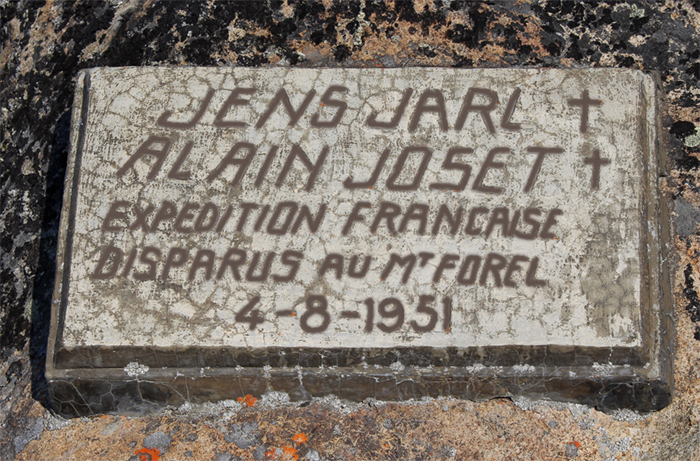 JENS JARL †
ALAIN JOSET †
EXPEDITION FRANCAISE
DISPARUS AU MT FOREL
4-8-1951